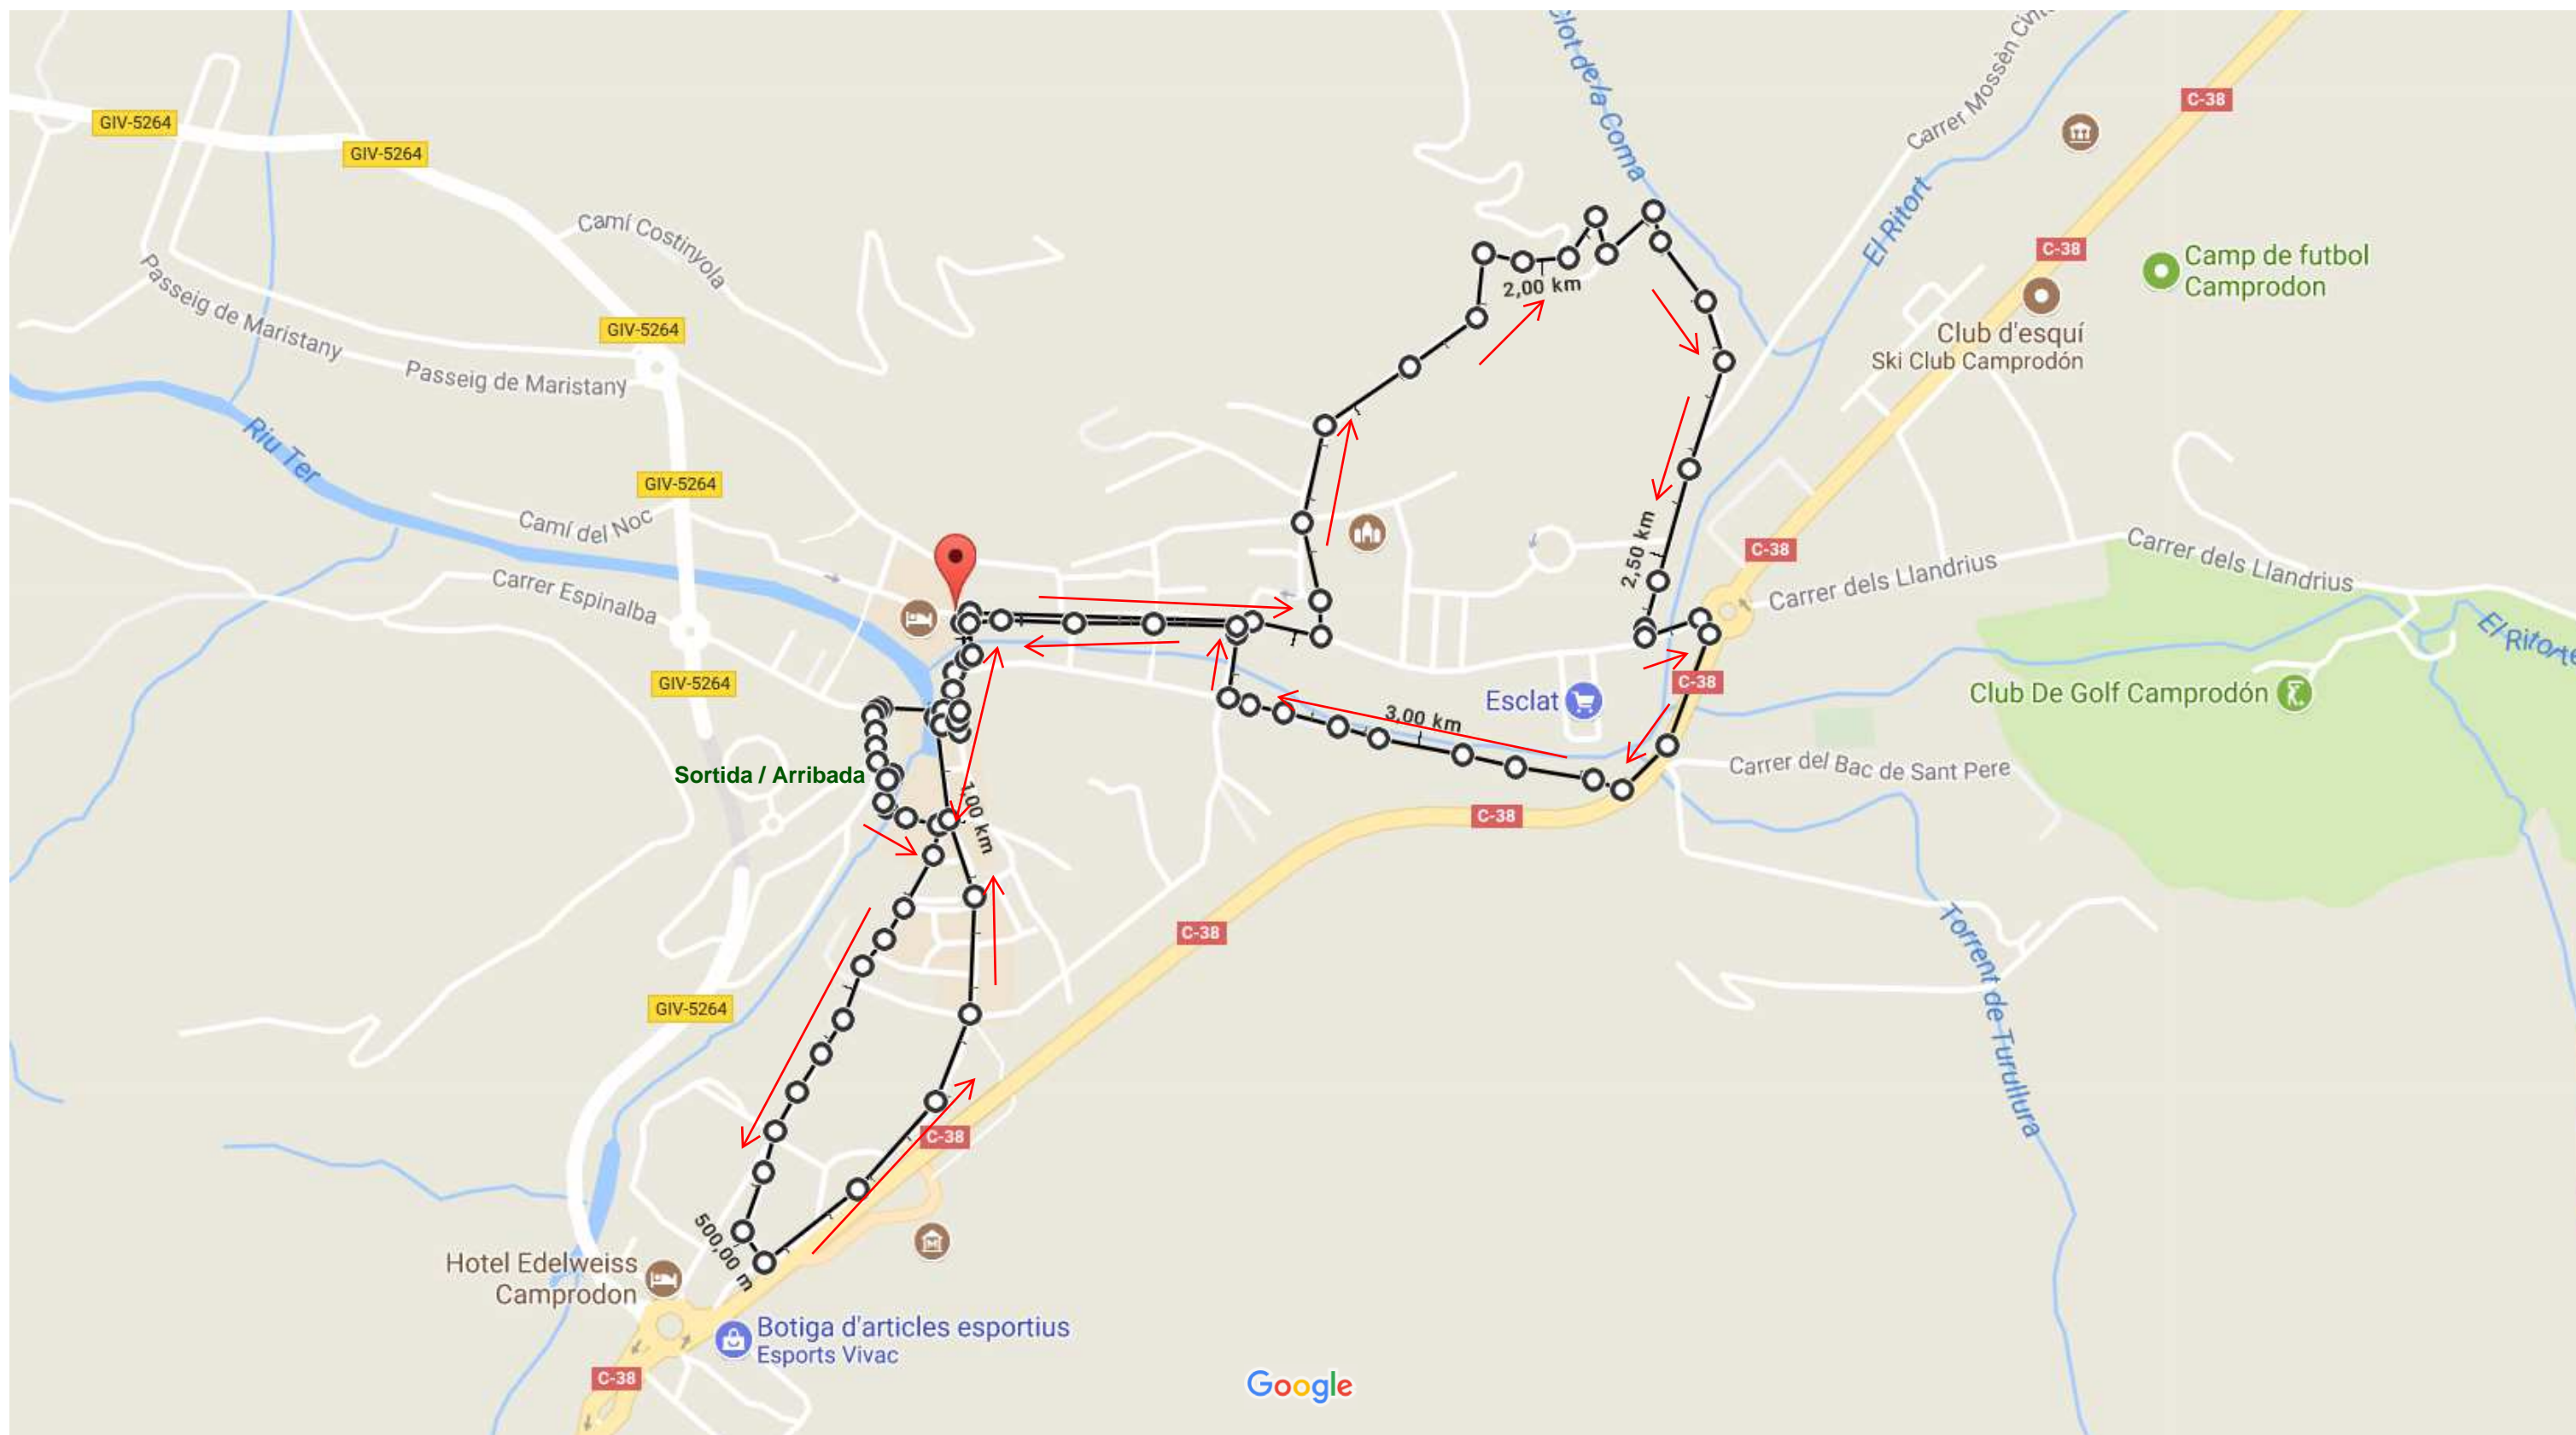 Clot de la Coma
Carrer Mossèn Cinto
C-38
GIV-5264
GIV-5264
El Ritort
Camí Costinyola
C-38
Camp de futbol
Camprodon
Passeig de Maristany
2,00 km
GIV-5264
Club d'esquí
Ski Club Camprodón
Passeig de Maristany
Riu Ter
GIV-5264
Camí del Noc
2,50 km
C-38
Carrer dels Llandrius
Carrer dels Llandrius
Carrer Espinalba
El Ritorte
GIV-5264
C-38
Esclat
Club De Golf Camprodón
3,00 km
Sortida / Arribada
Carrer del Bac de Sant Pere
1,00 km
C-38
C-38
Torrent de Turullura
GIV-5264
C-38
500,00 m
Hotel Edelweiss
Camprodon
Botiga d'articles esportius
Esports Vivac
C-38
Google